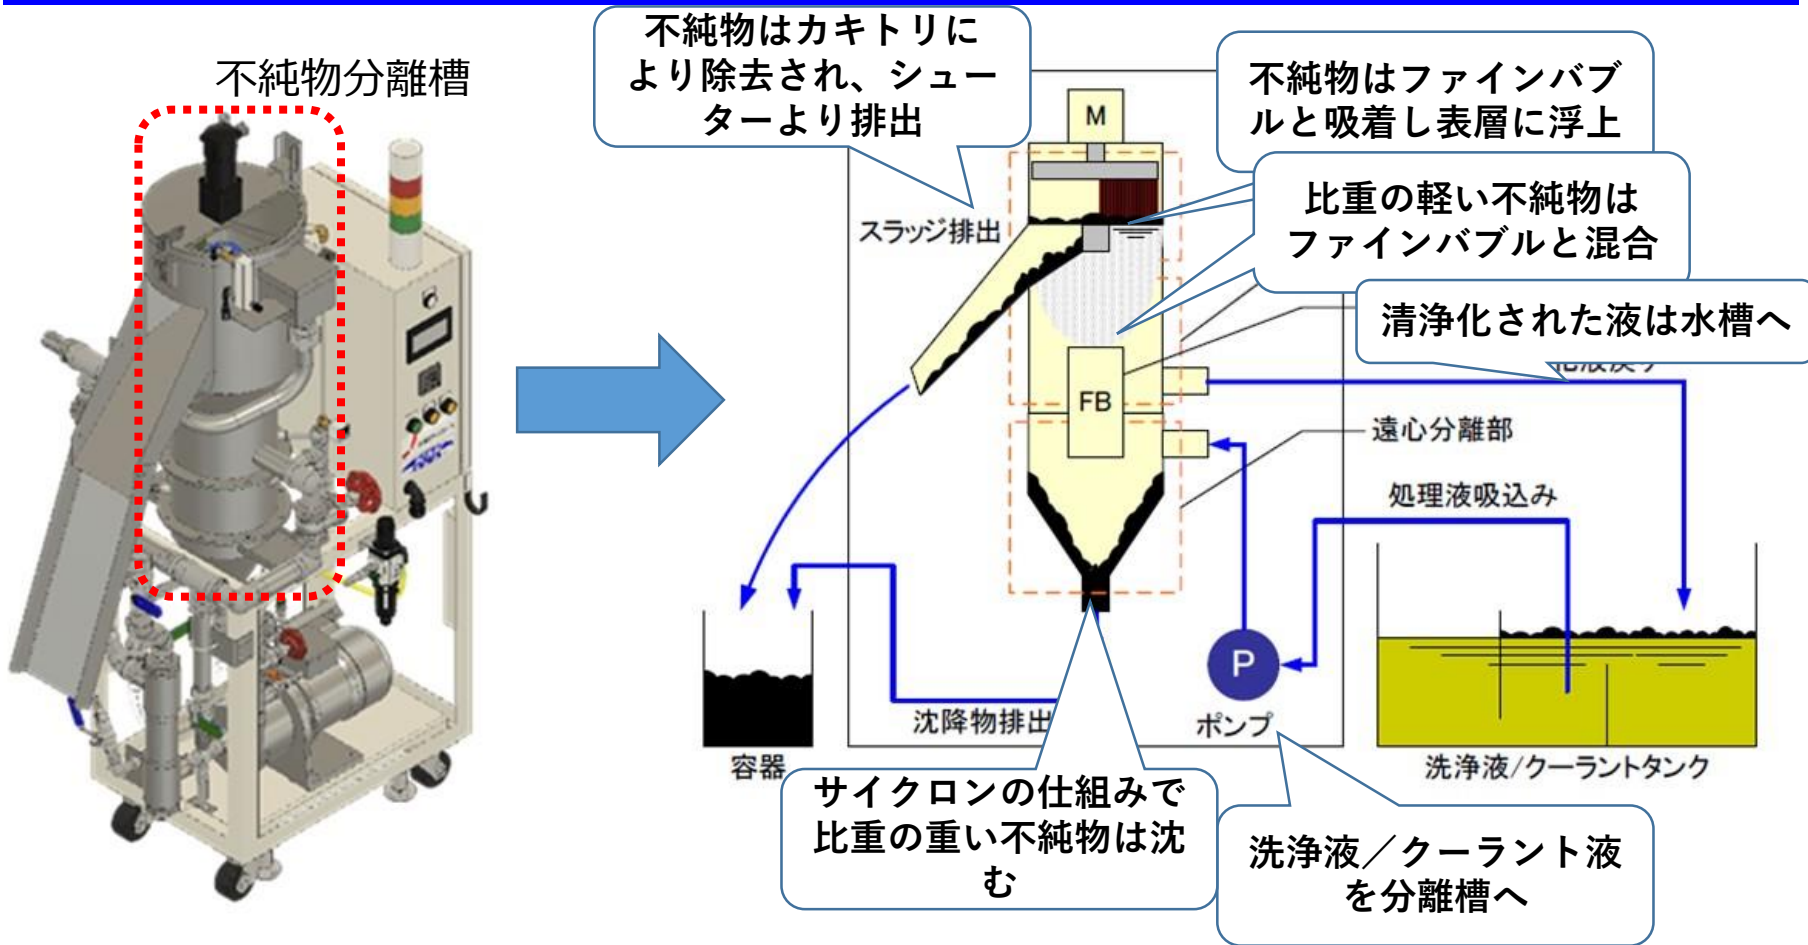 不純物分離槽
不純物はカキトリに
より除去され、シュー
ターより排出
不純物はファインバブ
ルと吸着し表層に浮上
比重の軽い不純物は
ファインバブルと混合
清浄化された液は水槽へ
M
スラッジ排出
FB
遠心分離部
処理液吸込み
P
ポンプ
沈降物排出
容器
洗浄液/クーラントタンク
サイクロンの仕組みで
比重の重い不純物は沈
む
洗浄液／クーラント液
を分離槽へ